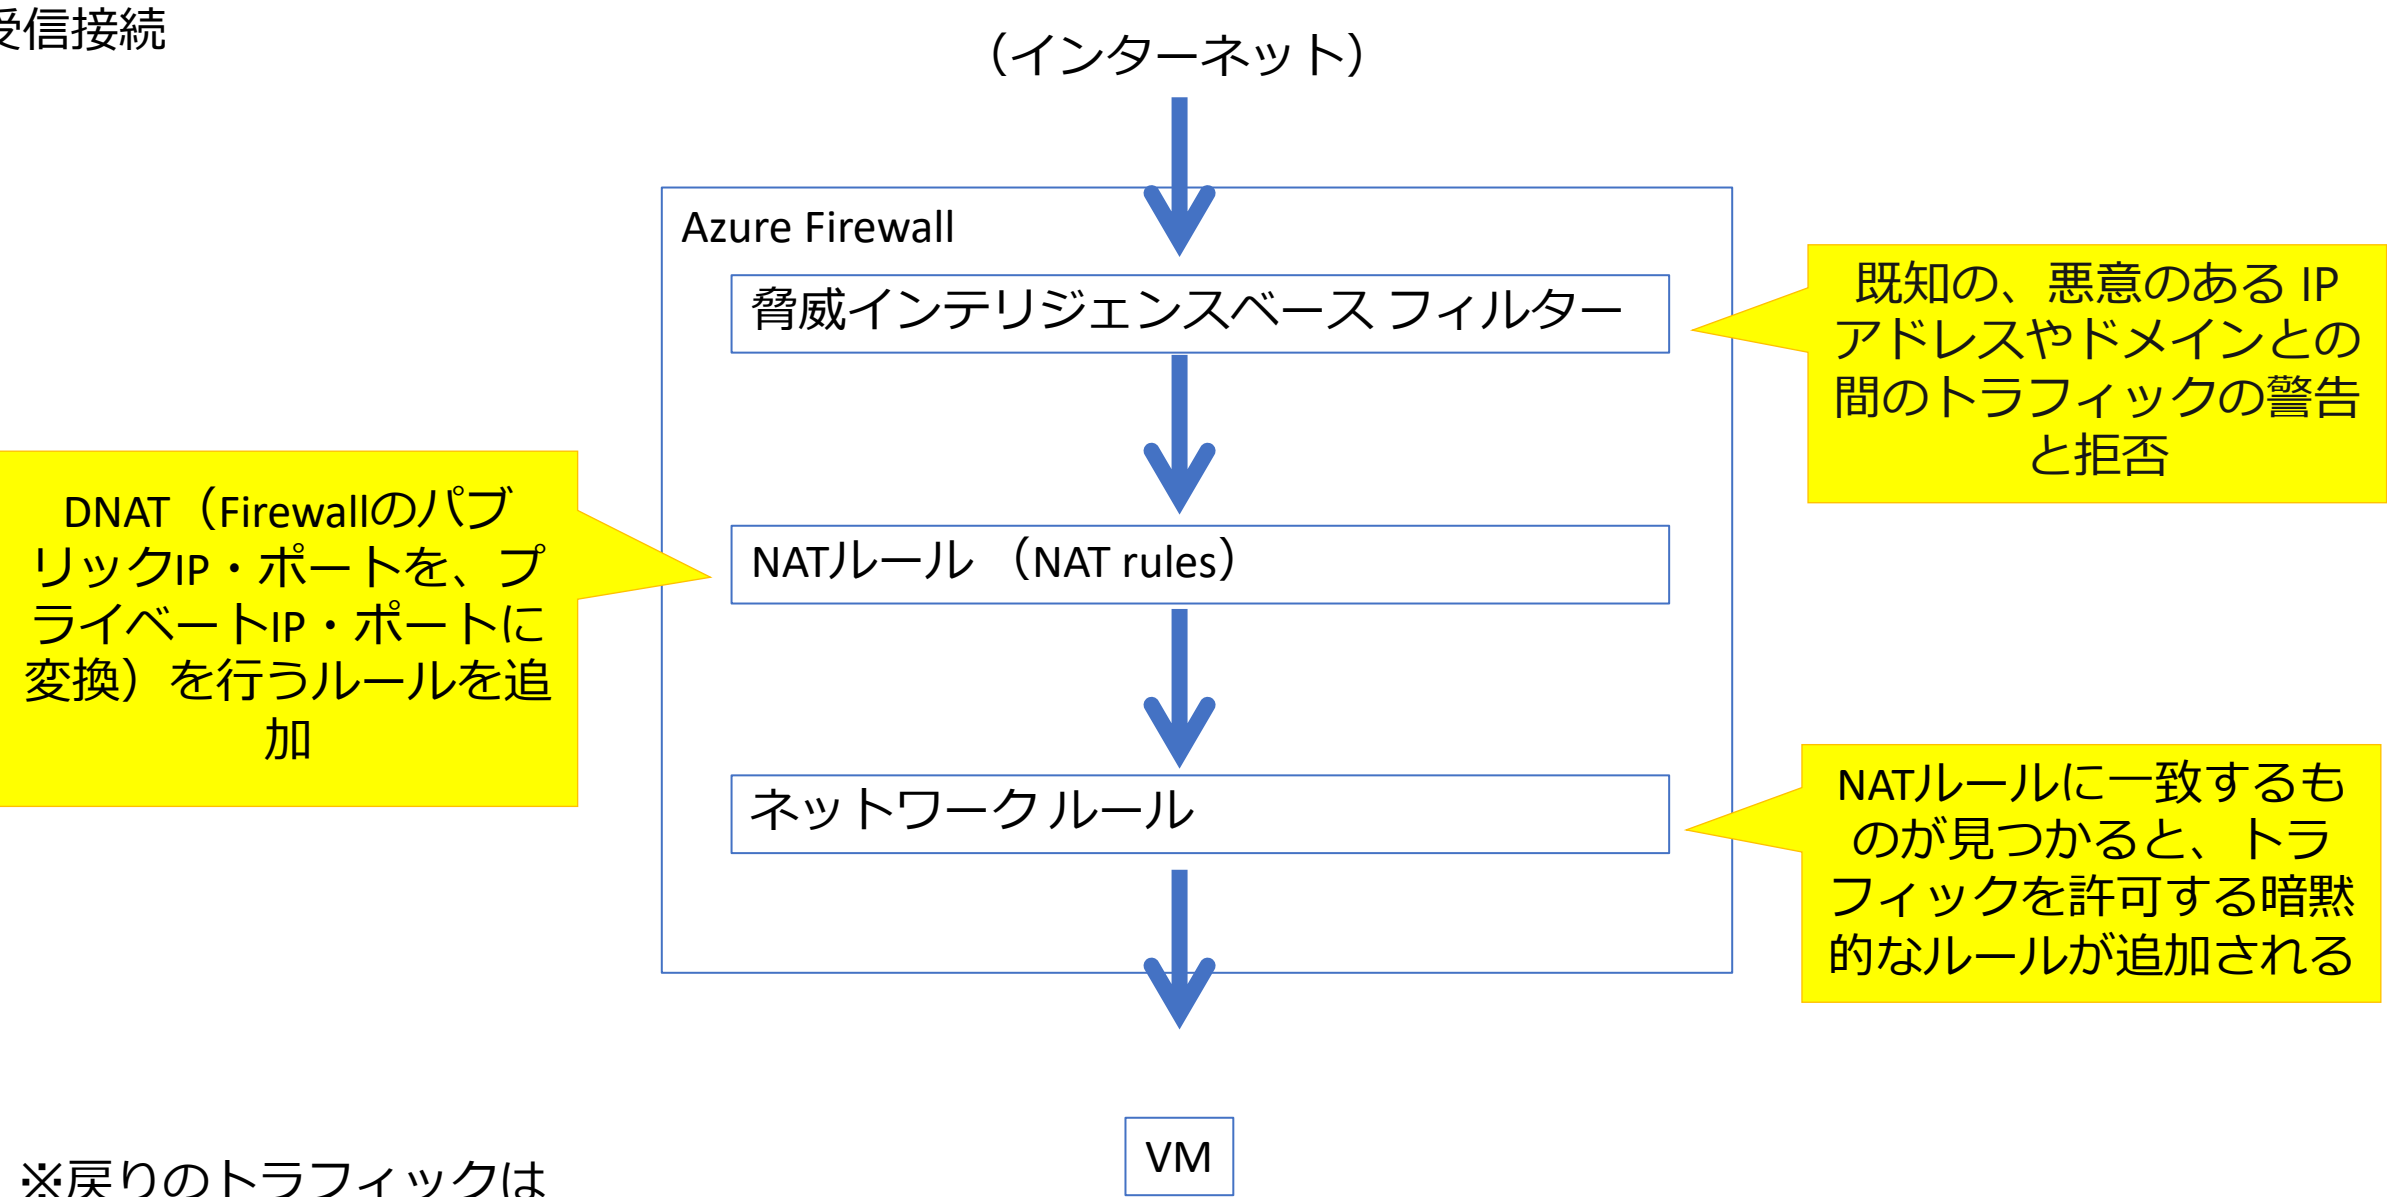 受信接続
（インターネット）
Azure Firewall
脅威インテリジェンスベース フィルター
既知の、悪意のある IP
アドレスやドメインとの
間のトラフィックの警告
と拒否
DNAT（Firewallのパブ
リックIP・ポートを、プ
ライベートIP・ポートに
変換）を行うルールを追
加
NATルール （NAT rules）
ネットワーク ルール
NATルールに一致するも
のが見つかると、トラ
フィックを許可する暗黙
的なルールが追加される
VM
※戻りのトラフィックは